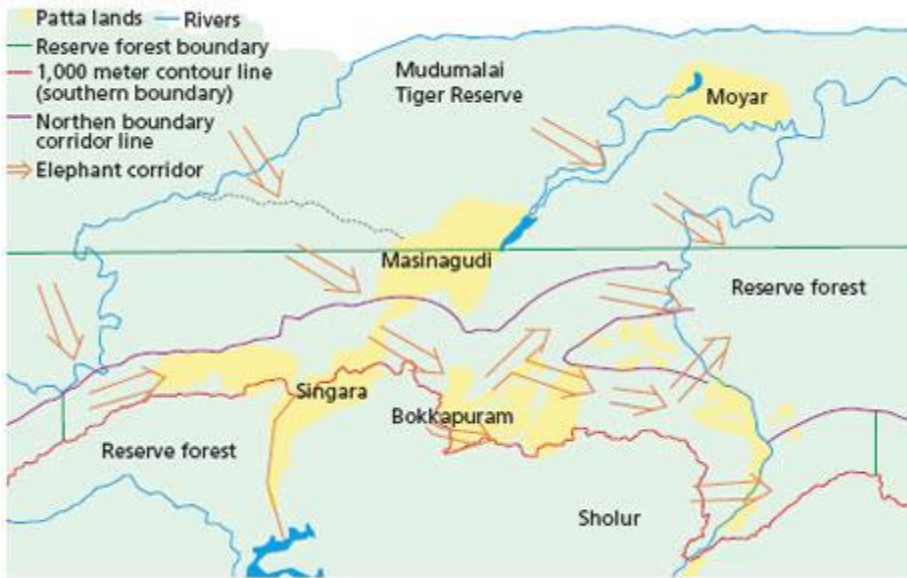 Patta lands
Rivers
Reserve forest boundary
1,000 meter contour line
(southern boundary)
Northen boundary
corridor line
Elephant corridor
Mudumalai
Tiger Reserve
Moyar
Masinagudi
Reserve forest
Singara
Bokkapuram
Reserve forest
Sholur